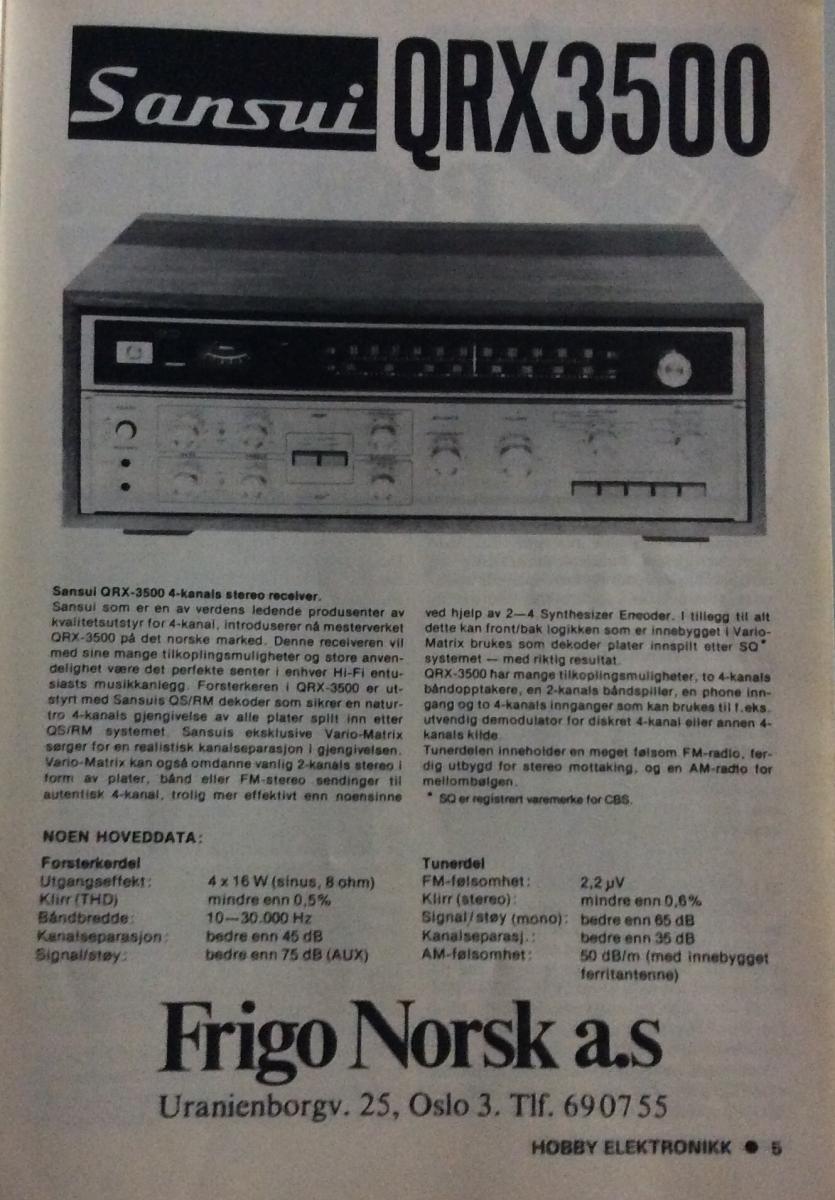 Sansui QRX3500
Sansui QRX-3500 4-kanals stereo receiver.
Sansui som er en av verdens ledende produsenter av
kvalitetsutstyr for 4-kanal, introduserer nå mesterverket
QRX-3500 på det norske marked. Denne receiveren vil
med sine mange tilkoplingsmuligheter og store anven-
delighet være det perfekte senter i enhver Hi-Fi entu-
siasts musikkanlegg. Forsterkeren i QRX-3500 er ut-
styrt med Sansuis QS/RM dekoder som sikrer en natur-
tro 4-kanals gjengivelse av alle plater spilt inn etter
QS/RM systemet. Sansuis eksklusive Vario-Matrix
sørger for en realistisk kanalseparasjon i gjengivelsen.
Vario-Matrix kan også omdanne vanlig 2-kanals stereo i
form av plater, bånd eller FM-stereo sendinger til
autentisk 4-kanal, trolig mer effektivt enn noensinne
ved hjelp av 2—4 Synthesizer Encoder. I tillegg til alt
dette kan front/bak logikken som er innebygget i Vario-
Matrix brukes som dekoder plater innspilt etter SQ*
systemet — med riktig resultat.
QRX-3500 har mange tilkoplingsmuligheter, to 4-kanals
båndopptakere, en 2-kanals båndspiller, en phono inn-
gang og to 4-kanals innganger som kan brukes til f.eks.
utvendig demodulator for diskret 4-kanal eller annen 4-
kanals kilde.
Tunerdelen inneholder en meget følsom FM-radio, fer-
dig utbygd for stereo mottaking, og en AM-radio for
mellombølgen.
* SQ er registrert varemerke for CBS.
NOEN HOVEDDATA:
Forsterkerdel
Utgangseffekt: 4 x 16 W (sinus, 8 ohm)
Klirr (THD) mindre enn 0,5%
Båndbredde: 10—30.000 Hz
Kanalseparasjon: bedre enn 45 dB
Signal/støy: bedre enn 75 dB (AUX)
Tunerdel
FM-følsomhet: 2,2 µV
Klirr (stereo): mindre enn 0,6%
Signal/støy (mono): bedre enn 65 dB
Kanalseparasj.: bedre enn 35 dB
AM-følsomhet: 50 dB/m (med innebygget
ferritantenne)
Frigo Norsk a.s
Uranienborgv. 25, Oslo 3. Tlf. 690755
HOBBY ELEKTRONIKK ● 5